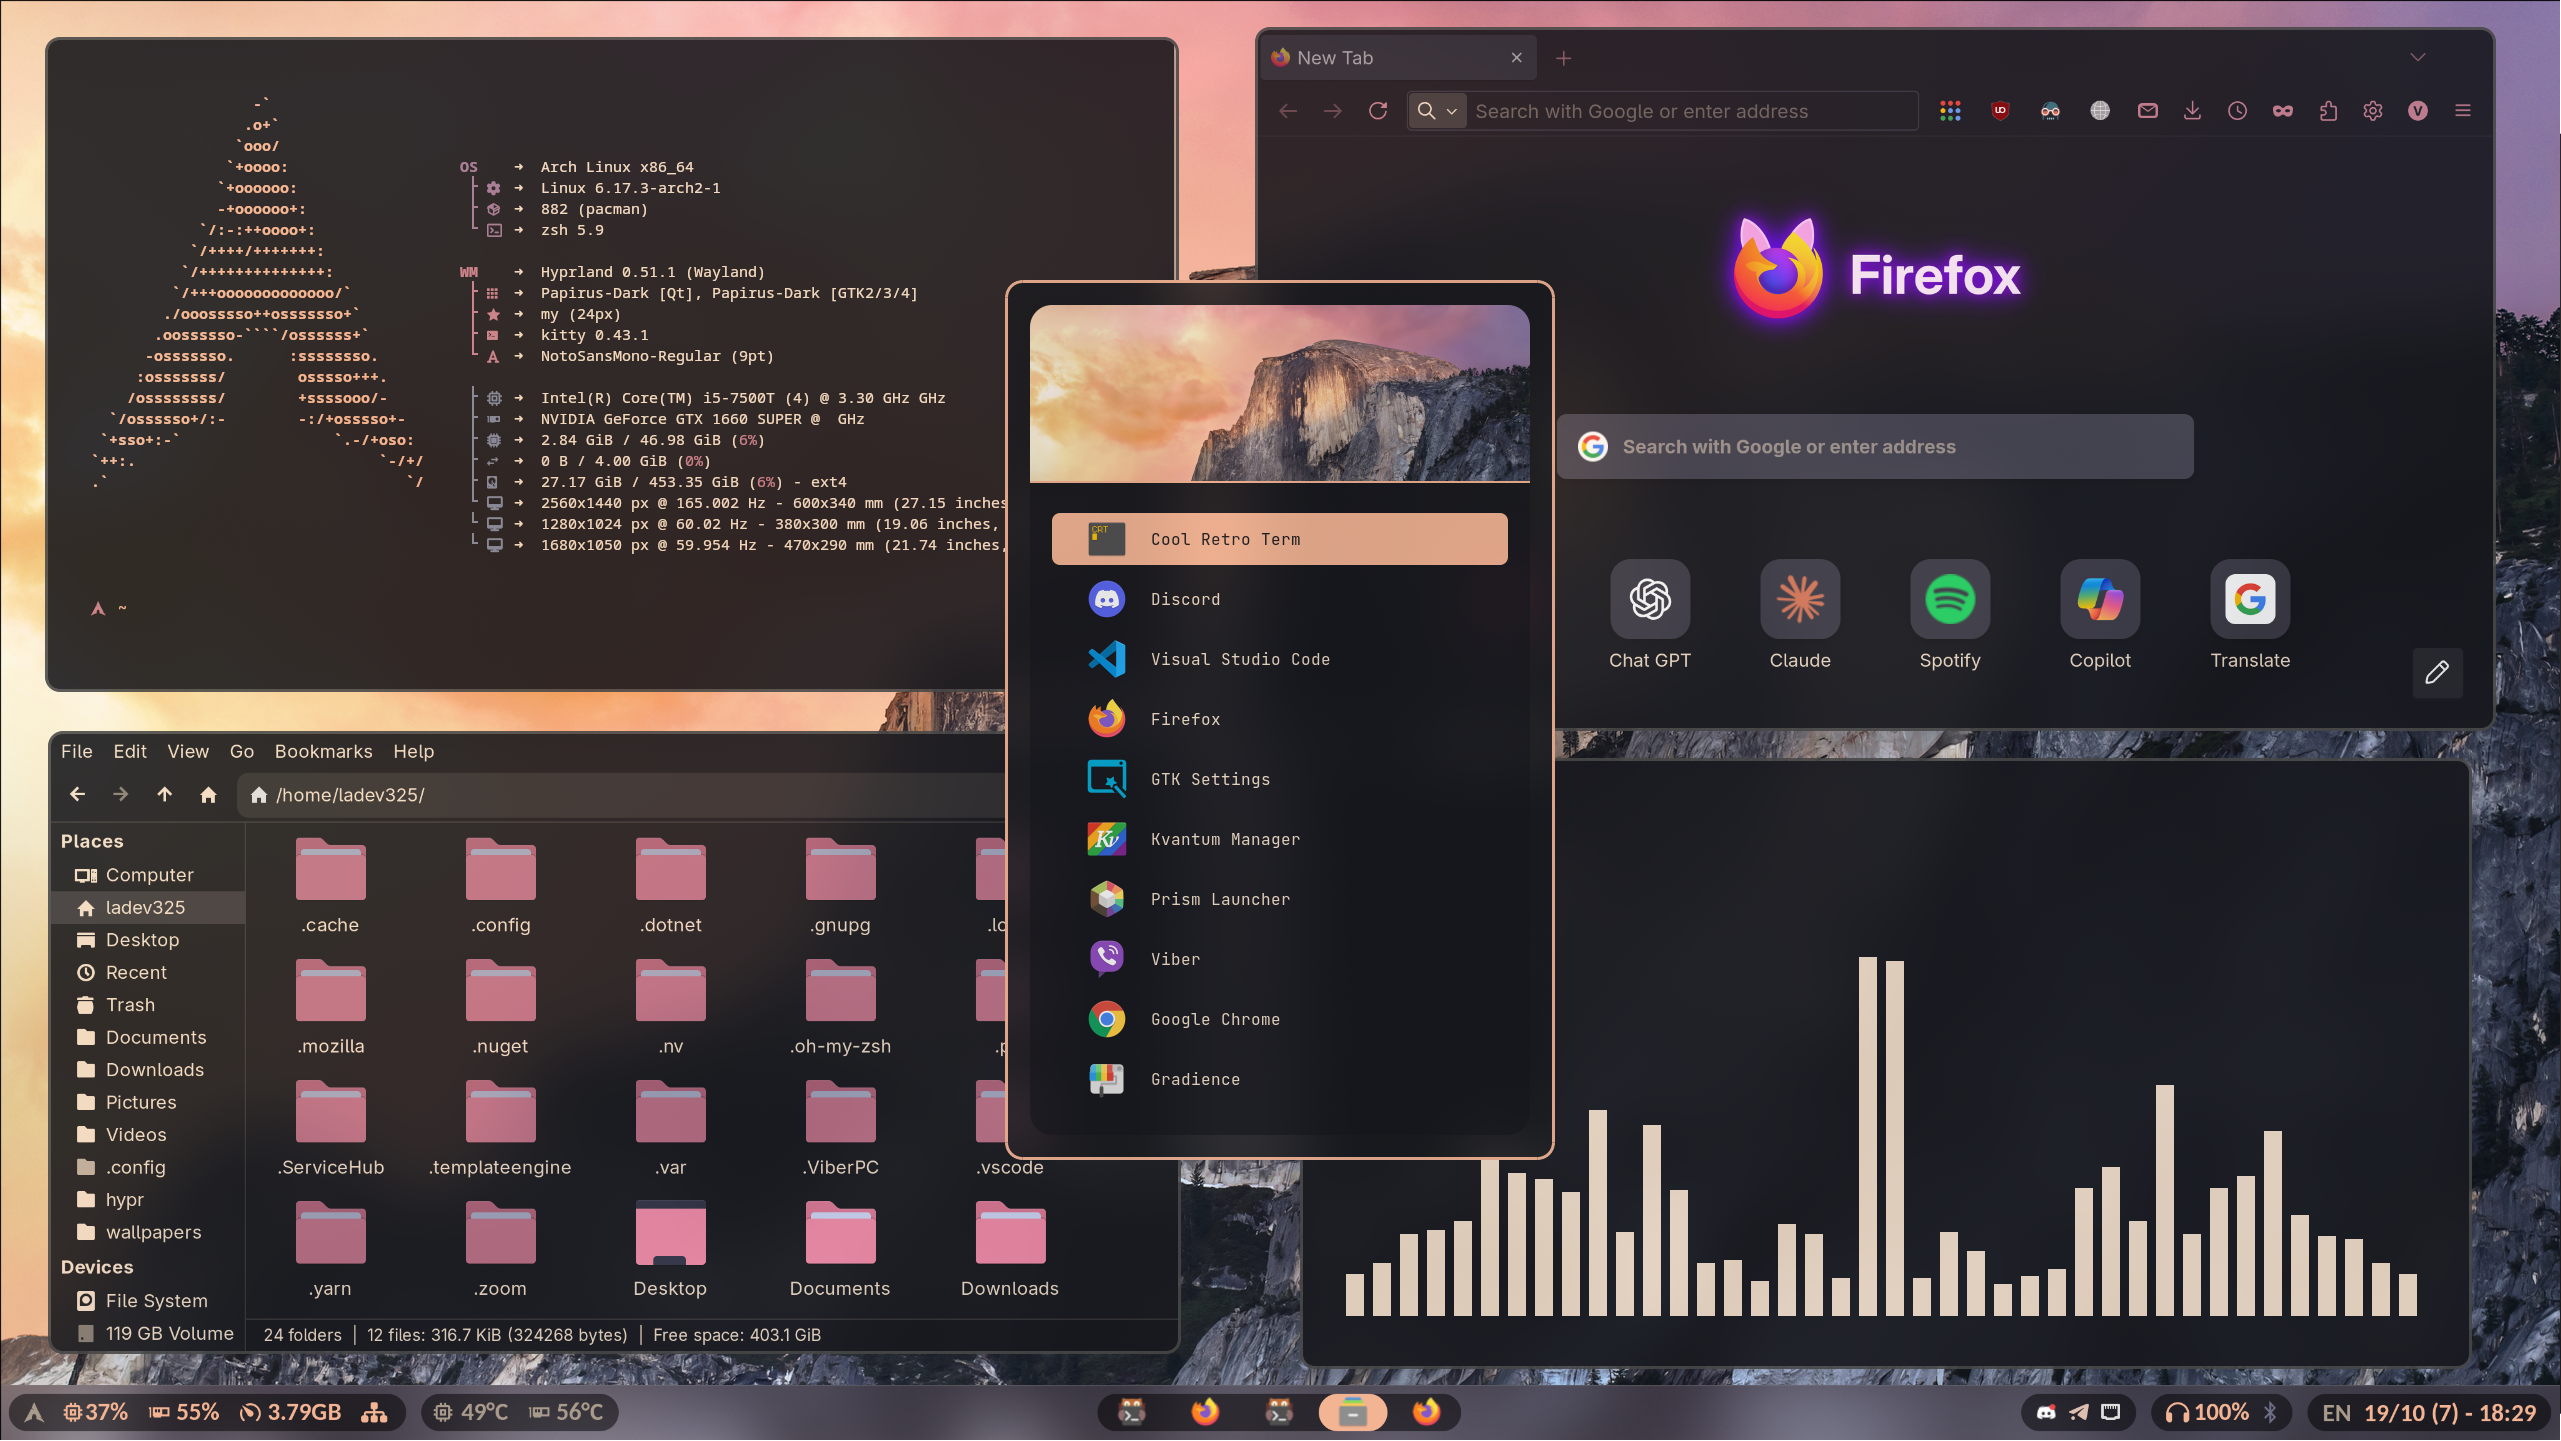 -`
.o+`
`ooo/
`+oooo:
`+oooooo:
-+oooooo+:
`/:-:++oooo+:
`/++++/+++++++:
`/++++++++++++++:
`/+++ooooooooooooo/`
./ooosssso++osssssso+`
.oossssso-````/ossssss+`
-osssssso.      :ssssssso.
:osssssss/        osssso+++.
/ossssssss/        +ssssooo/-
`/ossssso+/:-        -:/+osssso+-
`+sso+:-`                 `.-/+oso:
`++:.                           `-/+/
.`                                 `/
OS ➜ Arch Linux x86_64
➜ Linux 6.17.3-arch2-1
➜ 882 (pacman)
➜ zsh 5.9
WM ➜ Hyprland 0.51.1 (Wayland)
➜ Papirus-Dark [Qt], Papirus-Dark [GTK2/3/4]
➜ my (24px)
➜ kitty 0.43.1
➜ NotoSansMono-Regular (9pt)
➜ Intel(R) Core(TM) i5-7500T (4) @ 3.30 GHz GHz
➜ NVIDIA GeForce GTX 1660 SUPER @  GHz
➜ 2.84 GiB / 46.98 GiB (6%)
➜ 0 B / 4.00 GiB (0%)
➜ 27.17 GiB / 453.35 GiB (6%) - ext4
➜ 2560x1440 px @ 165.002 Hz - 600x340 mm (27.15 inches
➜ 1280x1024 px @ 60.02 Hz - 380x300 mm (19.06 inches,
➜ 1680x1050 px @ 59.954 Hz - 470x290 mm (21.74 inches,
~
New Tab
Search with Google or enter address
Firefox
Search with Google or enter address
Chat GPT Claude Spotify Copilot Translate
CRT
Cool Retro Term
Discord
Visual Studio Code
Firefox
GTK Settings
Kv
Kvantum Manager
Prism Launcher
Viber
Google Chrome
Gradience
File Edit View Go Bookmarks Help
/home/ladev325/
Places
Computer
ladev325
Desktop
Recent
Trash
Documents
Downloads
Pictures
Videos
.config
hypr
wallpapers
Devices
File System
119 GB Volume
.cache .config .dotnet .gnupg
.mozilla .nuget .nv .oh-my-zsh
.ServiceHub .templateengine .var .ViberPC .vscode
.yarn .zoom Desktop Documents Downloads
24 folders | 12 files: 316.7 KiB (324268 bytes) | Free space: 403.1 GiB
37% 55% 3.79GB 49°C 56°C
100% EN 19/10 (7) - 18:29